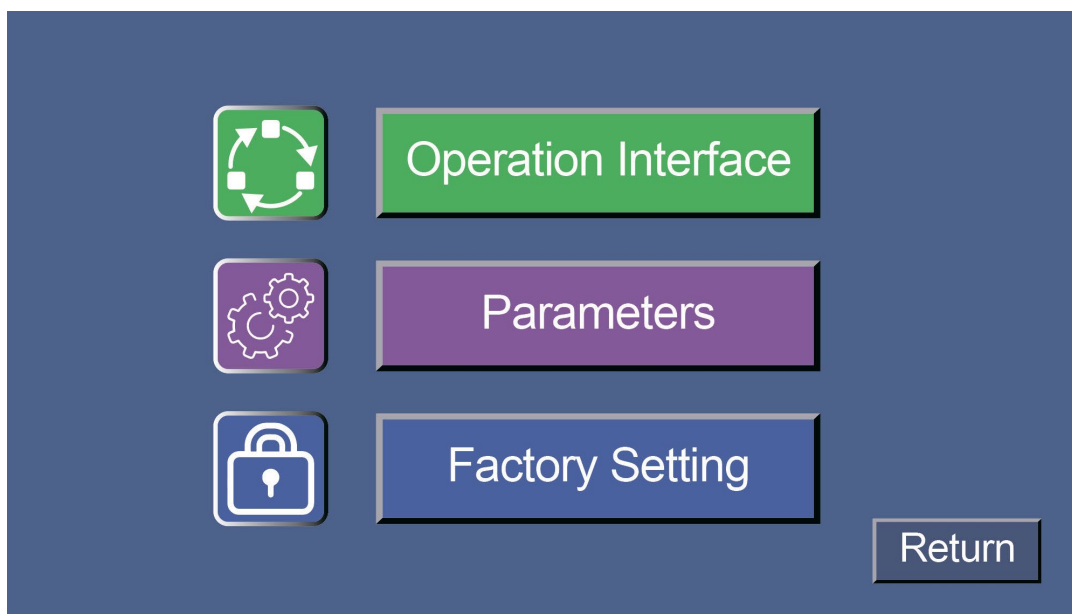 Operation Interface
Parameters
Factory Setting
Return